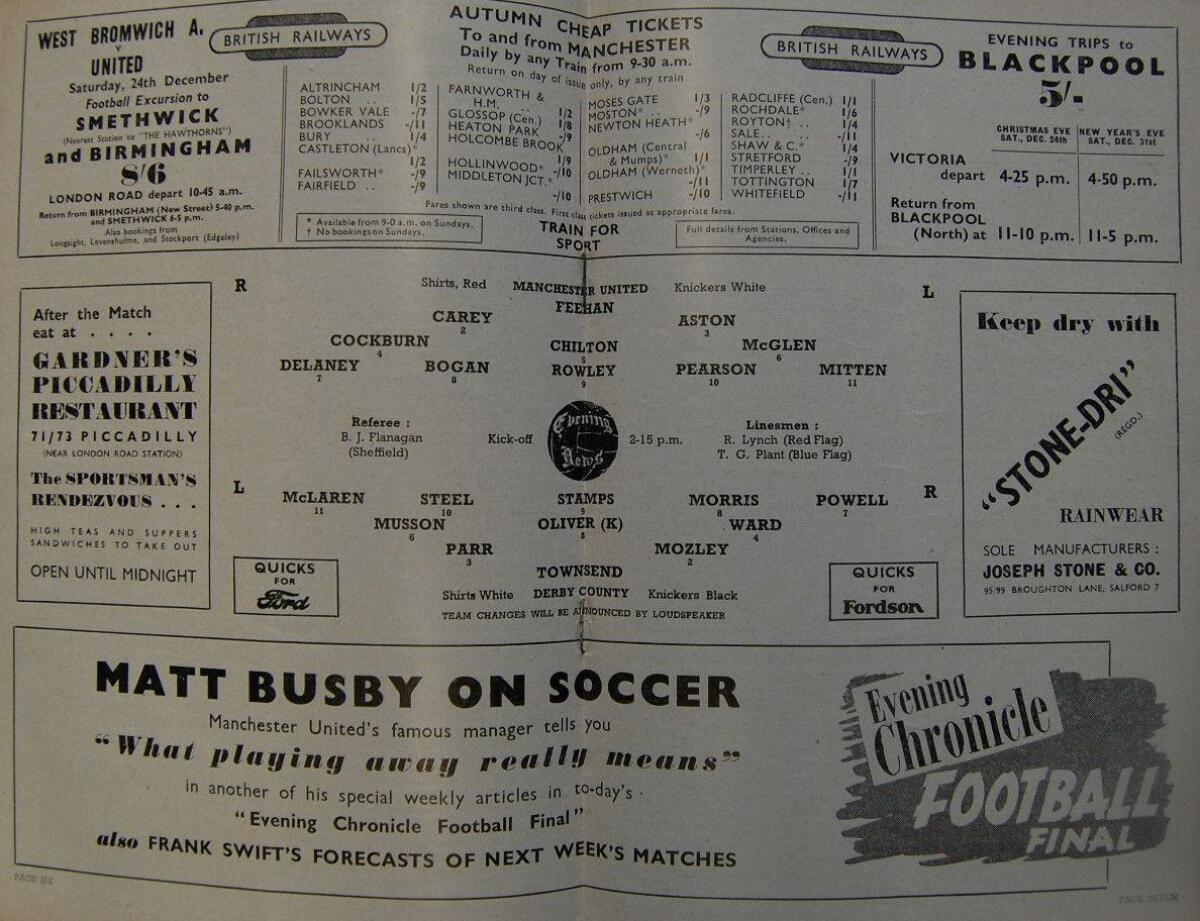 WEST BROMWICH A.
v
UNITED
Saturday, 24th December
Football Excursion to
SMETHWICK
(Nearest Station to "THE HAWTHORNS")
and BIRMINGHAM
8/6
LONDON ROAD depart 10-45 a.m.
Return from BIRMINGHAM (New Street) 5-40 p.m.
and SMETHWICK 6-5 p.m.
Also bookings from
Longsight, Levenshulme, and Stockport (Edgeley)
BRITISH RAILWAYS
AUTUMN CHEAP TICKETS
To and from MANCHESTER
Daily by any Train from 9-30 a.m.
Return on day of issue only, by any train
BRITISH RAILWAYS
ALTRINCHAM 1/2
BOLTON .. 1/5
BOWKER VALE -/7
BROOKLANDS -/11
BURY .. 1/4
CASTLETON (Lancs)*
1/2
FAILSWORTH* -/9
FAIRFIELD .. -/9
FARNWORTH &
H.M. .. 1/2
GLOSSOP (Cen.) 1/8
HEATON PARK -/9
HOLCOMBE BROOK
1/9
HOLLINWOOD* -/10
MIDDLETON JCT.*
-/10
MOSES GATE 1/3
MOSTON* .. -/9
NEWTON HEATH*
-/6
OLDHAM (Central
& Mumps)* 1/1
OLDHAM (Werneth)*
-/11
PRESTWICH -/10
RADCLIFFE (Cen.) 1/1
ROCHDALE* 1/6
ROYTON† .. 1/4
SALE.. .. -/11
SHAW & C.* 1/4
STRETFORD -/9
TIMPERLEY .. 1/1
TOTTINGTON 1/7
WHITEFIELD -/11
Fares shown are third class. First class tickets issued at appropriate fares.
* Available from 9-0 a.m. on Sundays.
† No bookings on Sundays.
TRAIN FOR
SPORT
Full details from Stations, Offices and
Agencies.
EVENING TRIPS to
BLACKPOOL
5/-
CHRISTMAS EVE
SAT., DEC. 24th
NEW YEAR'S EVE
SAT., DEC. 31st
VICTORIA
depart 4-25 p.m. 4-50 p.m.
Return from
BLACKPOOL
(North) at 11-10 p.m. 11-5 p.m.
After the Match
eat at . . . .
GARDNER'S
PICCADILLY
RESTAURANT
71/73 PICCADILLY
(NEAR LONDON ROAD STATION)
The SPORTSMAN'S
RENDEZVOUS . . .
HIGH TEAS AND SUPPERS
SANDWICHES TO TAKE OUT
OPEN UNTIL MIDNIGHT
R Shirts, Red MANCHESTER UNITED Knickers White L
FEEHAN
CAREY ASTON
2 3
COCKBURN CHILTON McGLEN
4 5 6
DELANEY BOGAN ROWLEY PEARSON MITTEN
7 8 9 10 11
Referee :
B. J. Flanagan
(Sheffield)
Kick-off
Evening
News
2-15 p.m.
Linesmen :
R. Lynch (Red Flag)
T. G. Plant (Blue Flag)
L R
McLAREN STEEL STAMPS MORRIS POWELL
11 10 9 8 7
MUSSON OLIVER (K) WARD
6 5 4
PARR MOZLEY
3 2
TOWNSEND
Shirts White DERBY COUNTY Knickers Black
TEAM CHANGES WILL BE ANNOUNCED BY LOUDSPEAKER
QUICKS
FOR
Ford
QUICKS
FOR
Fordson
Keep dry with
"STONE-DRI"
(REGD.)
RAINWEAR
SOLE MANUFACTURERS :
JOSEPH STONE & CO.
95/99 BROUGHTON LANE, SALFORD 7
MATT BUSBY ON SOCCER
Manchester United's famous manager tells you
"What playing away really means"
in another of his special weekly articles in to-day's
"Evening Chronicle Football Final"
also FRANK SWIFT'S FORECASTS OF NEXT WEEK'S MATCHES
Evening
Chronicle
FOOTBALL
FINAL
PAGE SIX
PAGE SEVEN